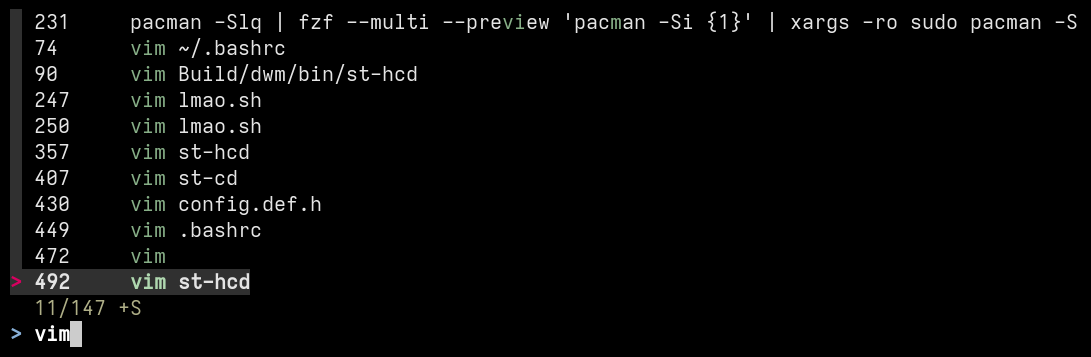 231 pacman -Slq | fzf --multi --preview 'pacman -Si {1}' | xargs -ro sudo pacman -S
74 vim ~/.bashrc
90 vim Build/dwm/bin/st-hcd
247 vim lmao.sh
250 vim lmao.sh
357 vim st-hcd
407 vim st-cd
430 vim config.def.h
449 vim .bashrc
472 vim
> 492 vim st-hcd
11/147 +S
> vim